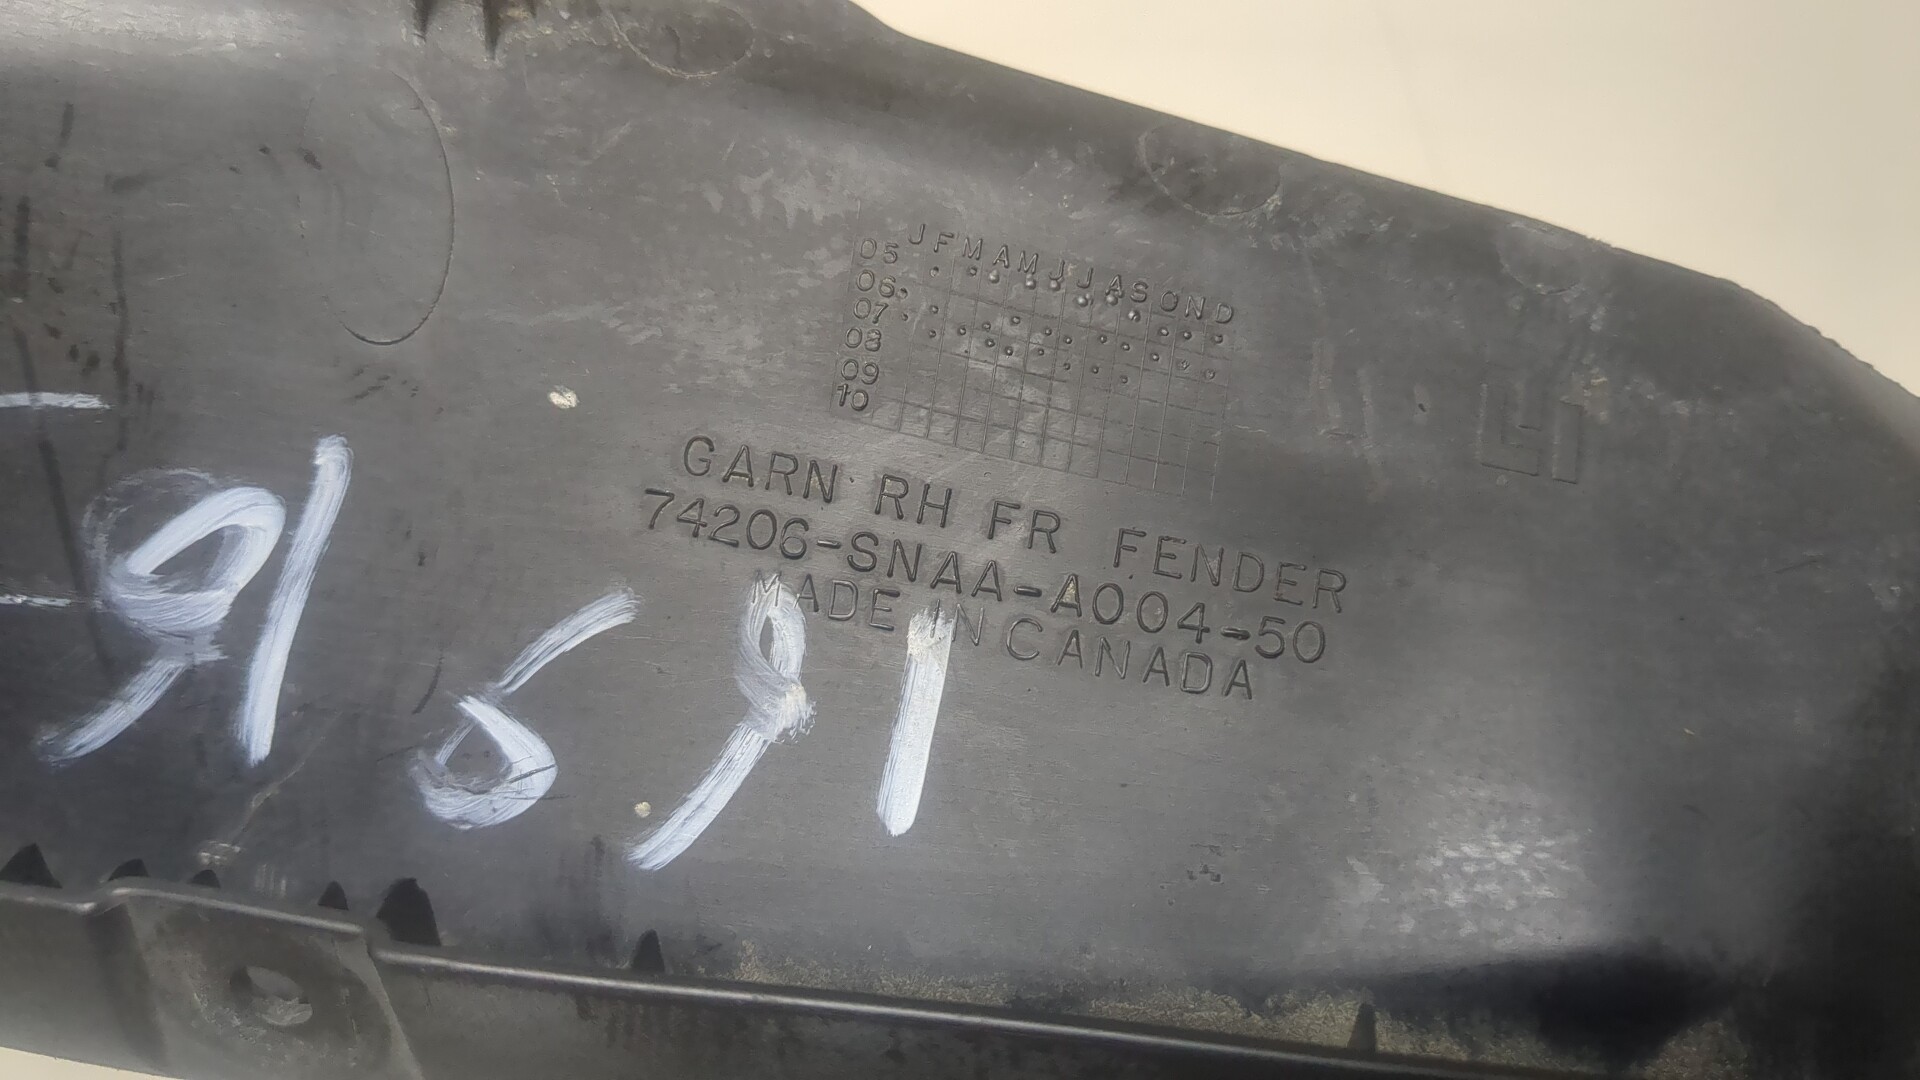 J F M A M J J A S O N D
05
06
07
08
09
10
GARN RH FR FENDER
74206-SNAA-A004-50
MADE IN CANADA